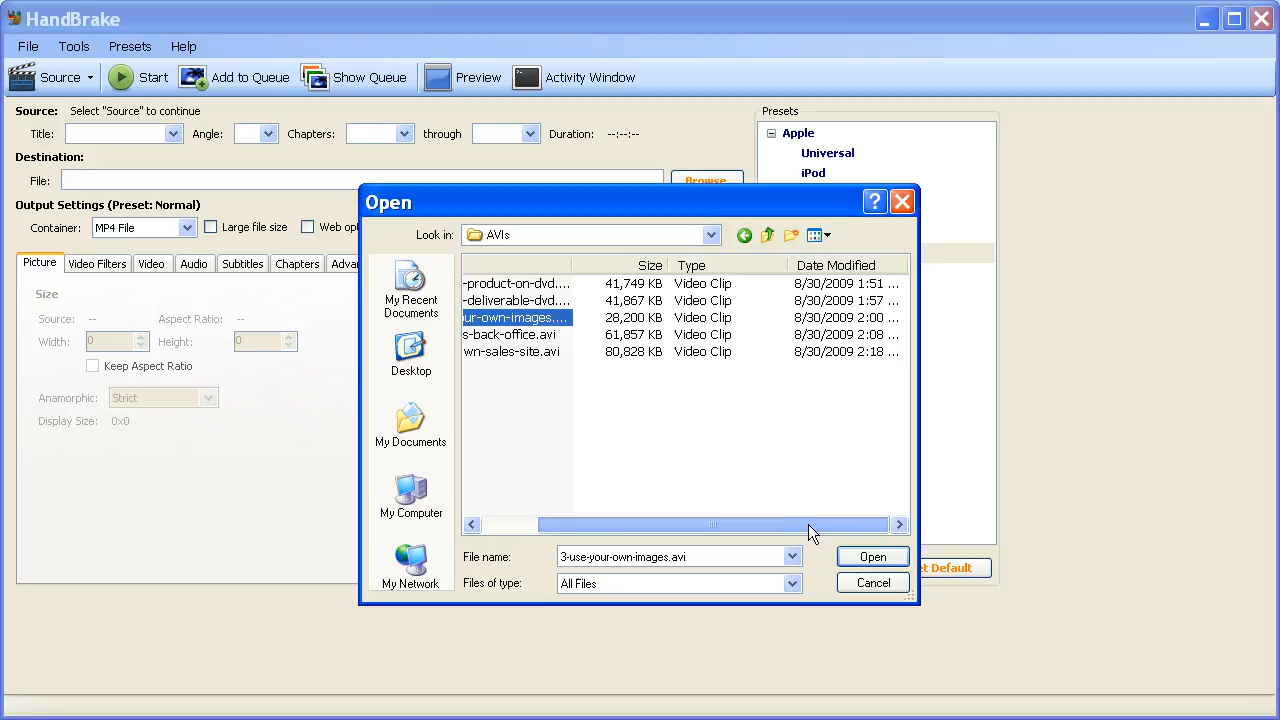 HandBrake
File Tools Presets Help
Source Start Add to Queue Show Queue Preview Activity Window
Source: Select "Source" to continue
Title: Angle: Chapters: through Duration: --:--:--
Destination:
File: Browse
Output Settings (Preset: Normal)
Container: MP4 File Large file size Web op
Picture Video Filters Video Audio Subtitles Chapters Advan
Size
Source: -- Aspect Ratio: --
Width: 0 Height: 0
Keep Aspect Ratio
Anamorphic: Strict
Display Size: 0x0
Presets
Apple
Universal
iPod
Open
Look in: AVIs
My Recent Documents
Desktop
My Documents
My Computer
My Network
Size Type Date Modified
-product-on-dvd.... 41,749 KB Video Clip 8/30/2009 1:51 ...
-deliverable-dvd.... 41,867 KB Video Clip 8/30/2009 1:57 ...
ur-own-images.... 28,200 KB Video Clip 8/30/2009 2:00 ...
s-back-office.avi 61,857 KB Video Clip 8/30/2009 2:08 ...
wn-sales-site.avi 80,828 KB Video Clip 8/30/2009 2:18 ...
File name: 3-use-your-own-images.avi Open
Files of type: All Files Cancel
t Default